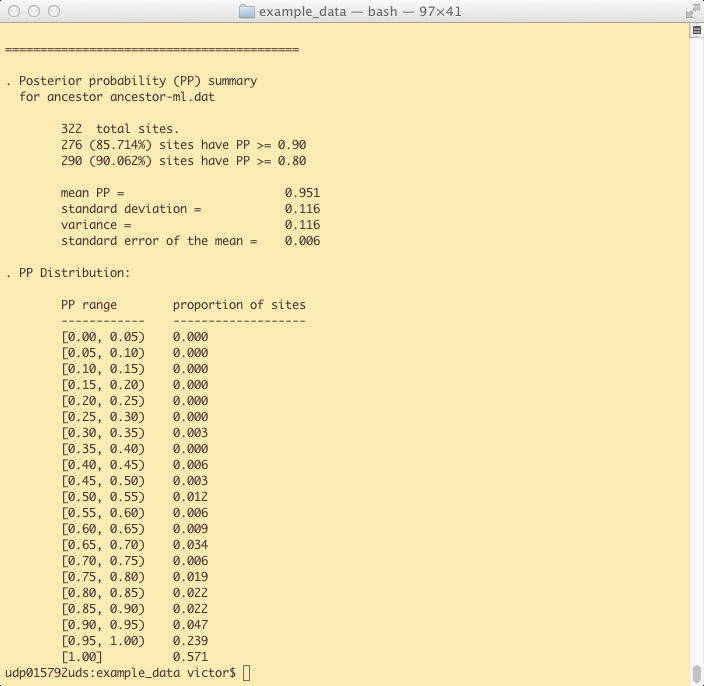 example_data — bash — 97×41
==========================================
. Posterior probability (PP) summary
for ancestor ancestor-ml.dat
322  total sites.
276 (85.714%) sites have PP >= 0.90
290 (90.062%) sites have PP >= 0.80
mean PP =                       0.951
standard deviation =            0.116
variance =                      0.116
standard error of the mean =    0.006
. PP Distribution:
PP range        proportion of sites
------------    -------------------
[0.00, 0.05)    0.000
[0.05, 0.10)    0.000
[0.10, 0.15)    0.000
[0.15, 0.20)    0.000
[0.20, 0.25)    0.000
[0.25, 0.30)    0.000
[0.30, 0.35)    0.003
[0.35, 0.40)    0.000
[0.40, 0.45)    0.006
[0.45, 0.50)    0.003
[0.50, 0.55)    0.012
[0.55, 0.60)    0.006
[0.60, 0.65)    0.009
[0.65, 0.70)    0.034
[0.70, 0.75)    0.006
[0.75, 0.80)    0.019
[0.80, 0.85)    0.022
[0.85, 0.90)    0.022
[0.90, 0.95)    0.047
[0.95, 1.00)    0.239
[1.00]          0.571
udp015792uds:example_data victor$